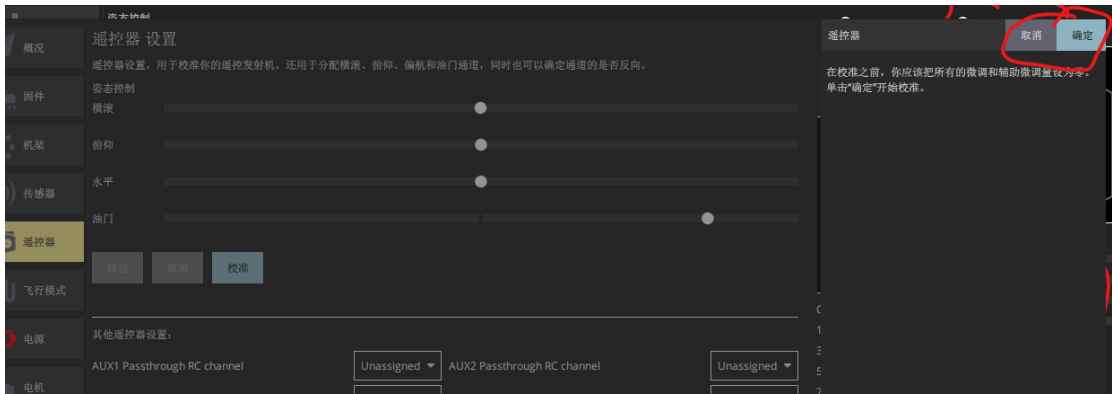 姿态控制
遥控器 设置
遥控器设置，用于校准你的遥控发射机。还用于分配横滚、俯仰、偏航和油门通道，同时也可以确定通道的是否反向。
姿态控制
横滚
俯仰
水平
油门
跳过 取消 校准
其他遥控器设置：
AUX1 Passthrough RC channel Unassigned AUX2 Passthrough RC channel Unassigned
概况
固件
机架
传感器
遥控器
飞行模式
电源
电机
遥控器 取消 确定
在校准之前，你应该把所有的微调和辅助微调量设为零。
单击“确定”开始校准。